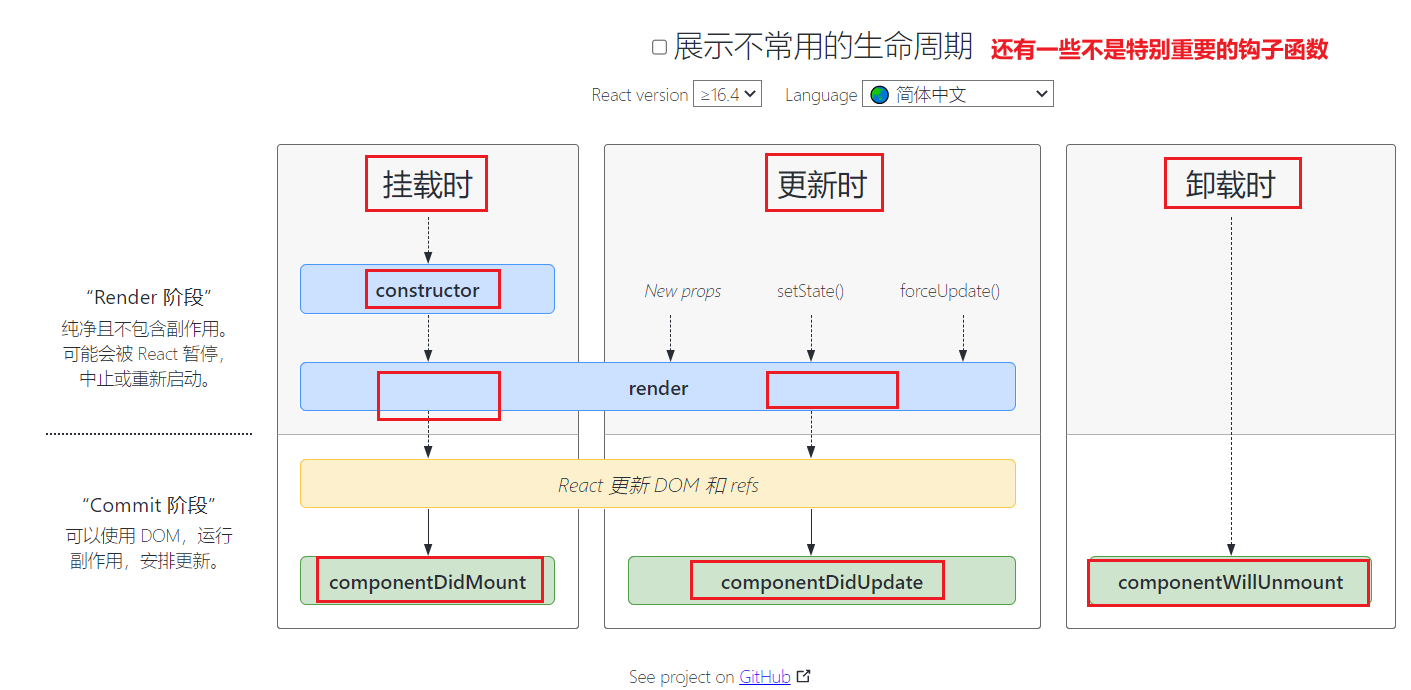 展示不常用的生命周期 还有一些不是特别重要的钩子函数
React version ≥16.4 Language 简体中文
挂载时 更新时 卸载时
“Render 阶段”
纯净且不包含副作用。
可能会被 React 暂停,
中止或重新启动。
constructor
New props setState() forceUpdate()
render
“Commit 阶段”
可以使用 DOM，运行
副作用，安排更新。
React 更新 DOM 和 refs
componentDidMount componentDidUpdate componentWillUnmount
See project on GitHub